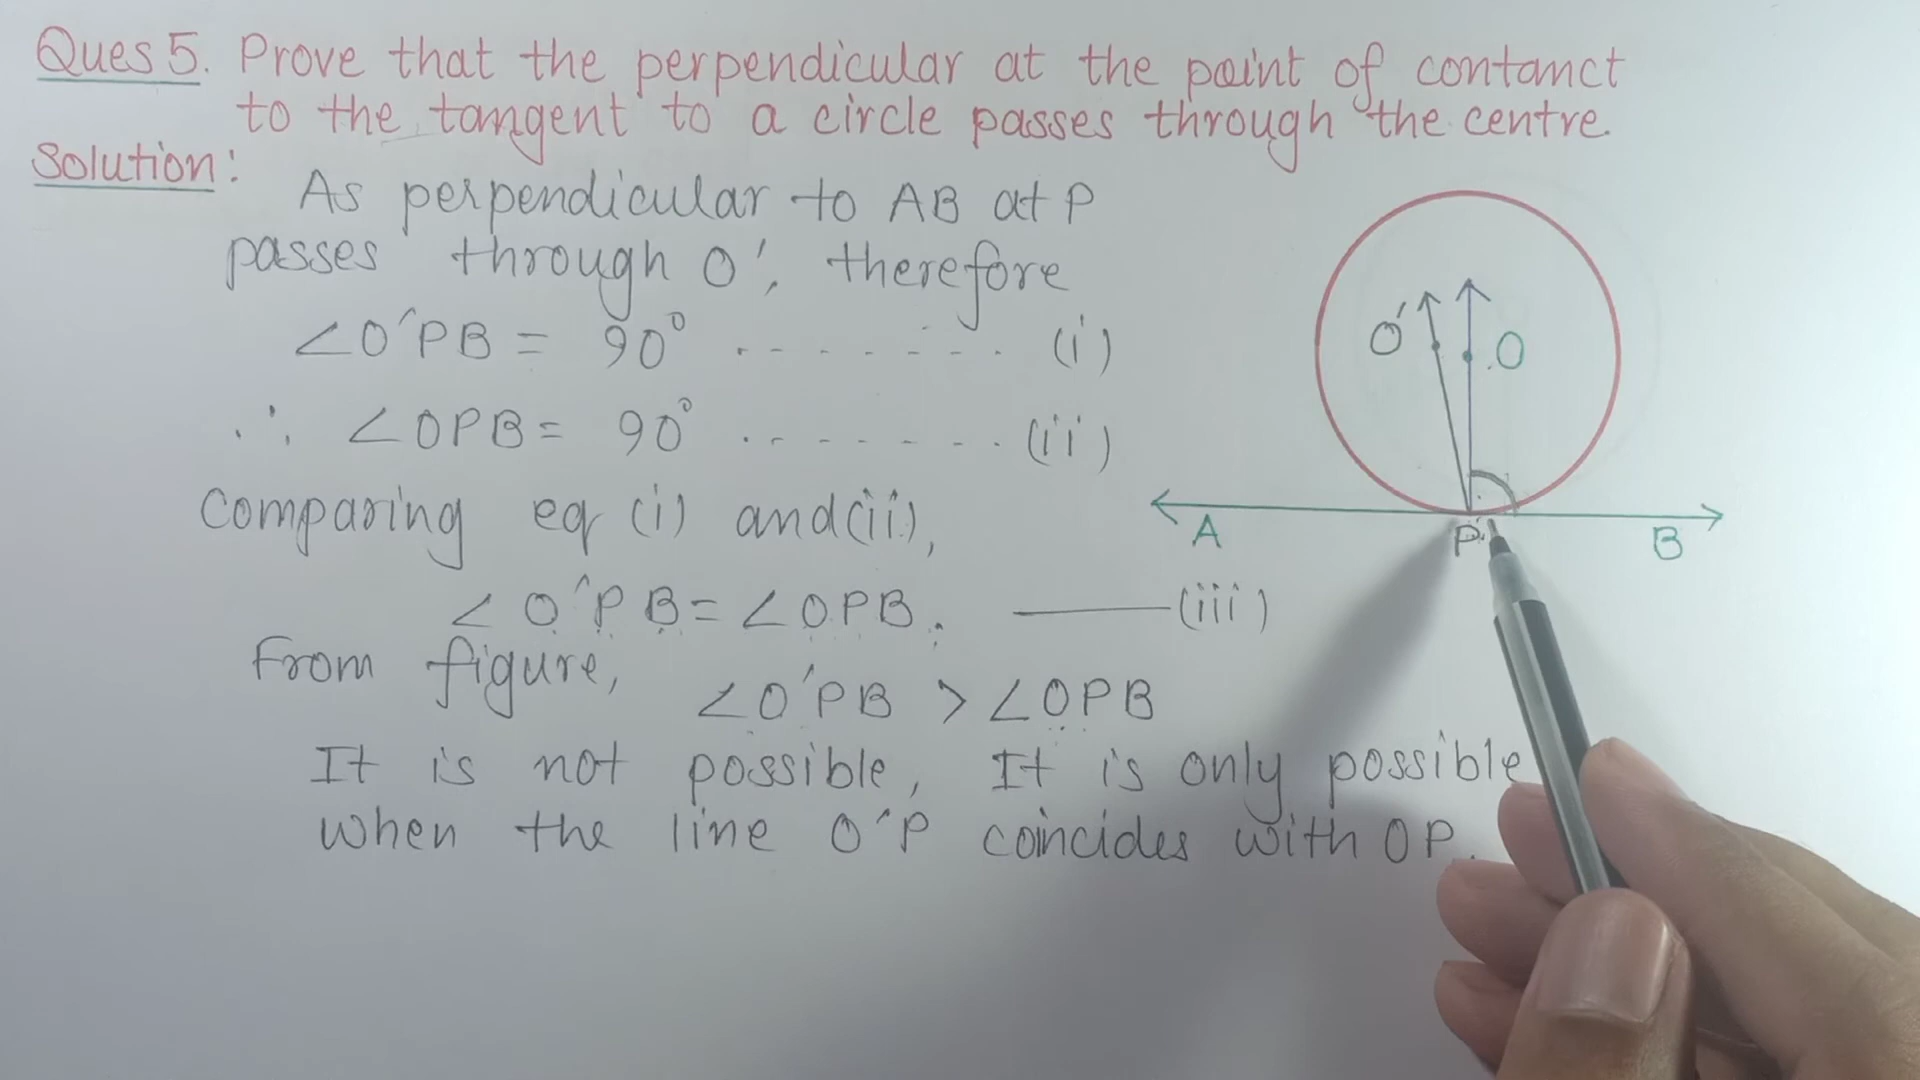 Ques 5. Prove that the perpendicular at the point of contanct
to the tangent to a circle passes through the centre.
Solution:
As perpendicular to AB at P
passes through O', therefore
∠O'PB = 90° ........ (i)
∴ ∠OPB = 90° ........ (ii)
Comparing eq (i) and (ii),
∠O'PB = ∠OPB. —— (iii)
From figure,
∠O'PB > ∠OPB
It is not possible, It is only possible
when the line O'P coincides with OP.
O' O
A P B